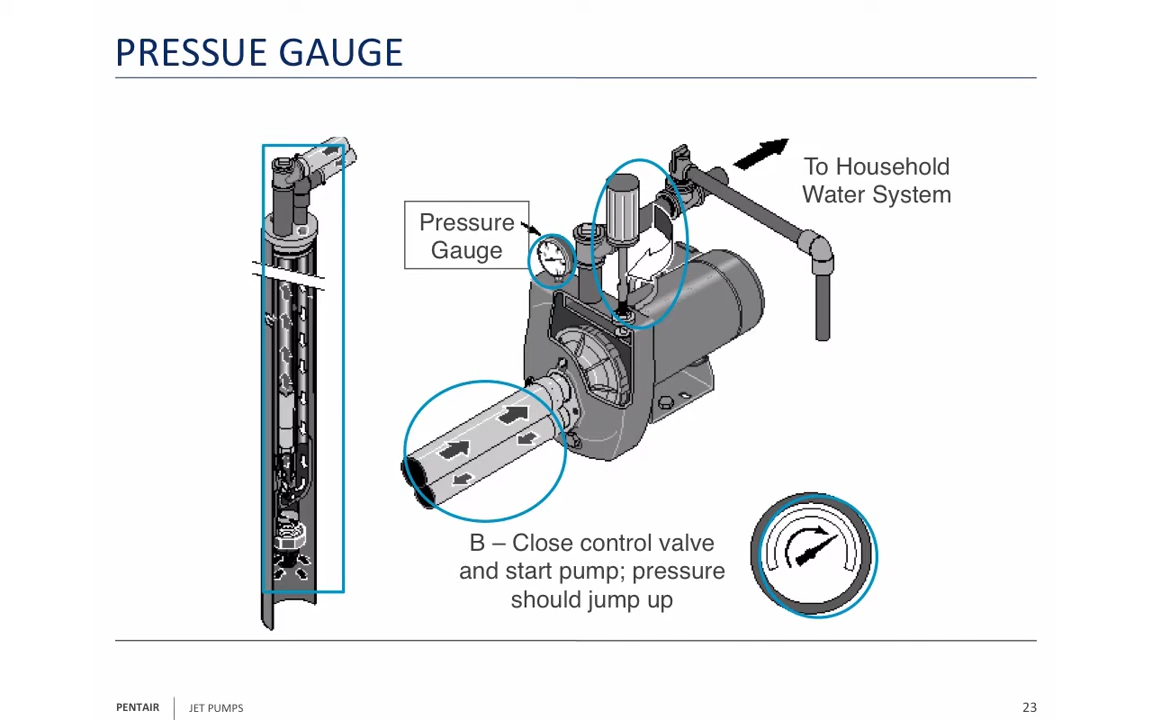 PRESSUE GAUGE
To Household
Water System
Pressure
Gauge
B – Close control valve
and start pump; pressure
should jump up
PENTAIR
JET PUMPS
23